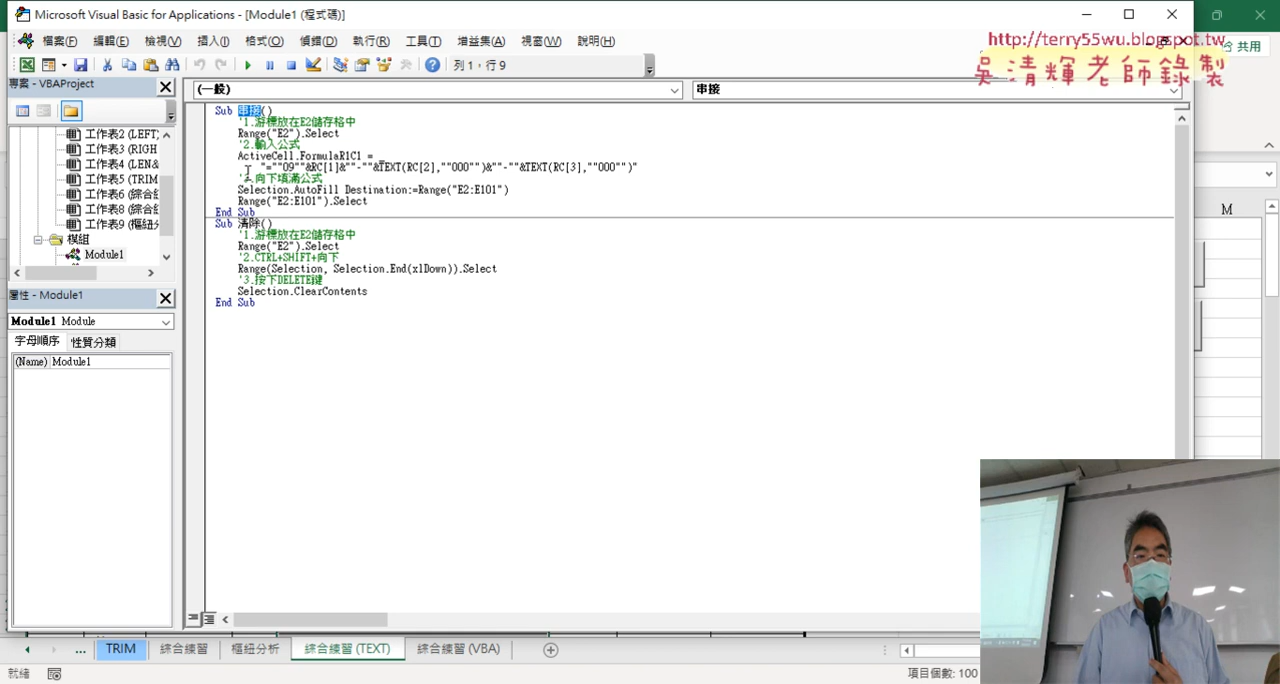 Microsoft Visual Basic for Applications - [Module1 (程式碼)]
http://terry55wu.blogspot.tw
吳清輝老師錄製
共用
檔案(F) 編輯(E) 檢視(V) 插入(I) 格式(O) 偵錯(D) 執行(R) 工具(T) 增益集(A) 視窗(W) 說明(H)
列 1，行 9
專案 - VBAProject
(一般)
串接
工作表2 (LEFT)
工作表3 (RIGH
工作表4 (LEN&
工作表5 (TRIM
工作表6 (綜合
工作表8 (綜合
工作表9 (樞紐分
模組
Module1
屬性 - Module1
Module1 Module
字母順序 性質分類
(Name) Module1
Sub 串接()
'1.游標放在E2儲存格中
Range("E2").Select
'2.輸入公式
ActiveCell.FormulaR1C1 = _
"=""09""&RC[1]&""-""&TEXT(RC[2],""000"")&""-""&TEXT(RC[3],""000"")"
向下填滿公式
Selection.AutoFill Destination:=Range("E2:E101")
Range("E2:E101").Select
End Sub
Sub 清除()
'1.游標放在E2儲存格中
Range("E2").Select
'2.CTRL+SHIFT+向下
Range(Selection, Selection.End(xlDown)).Select
'3.按下DELETE鍵
Selection.ClearContents
End Sub
M
... TRIM 綜合練習 樞紐分析 綜合練習 (TEXT) 綜合練習 (VBA)
就緒
項目個數: 100